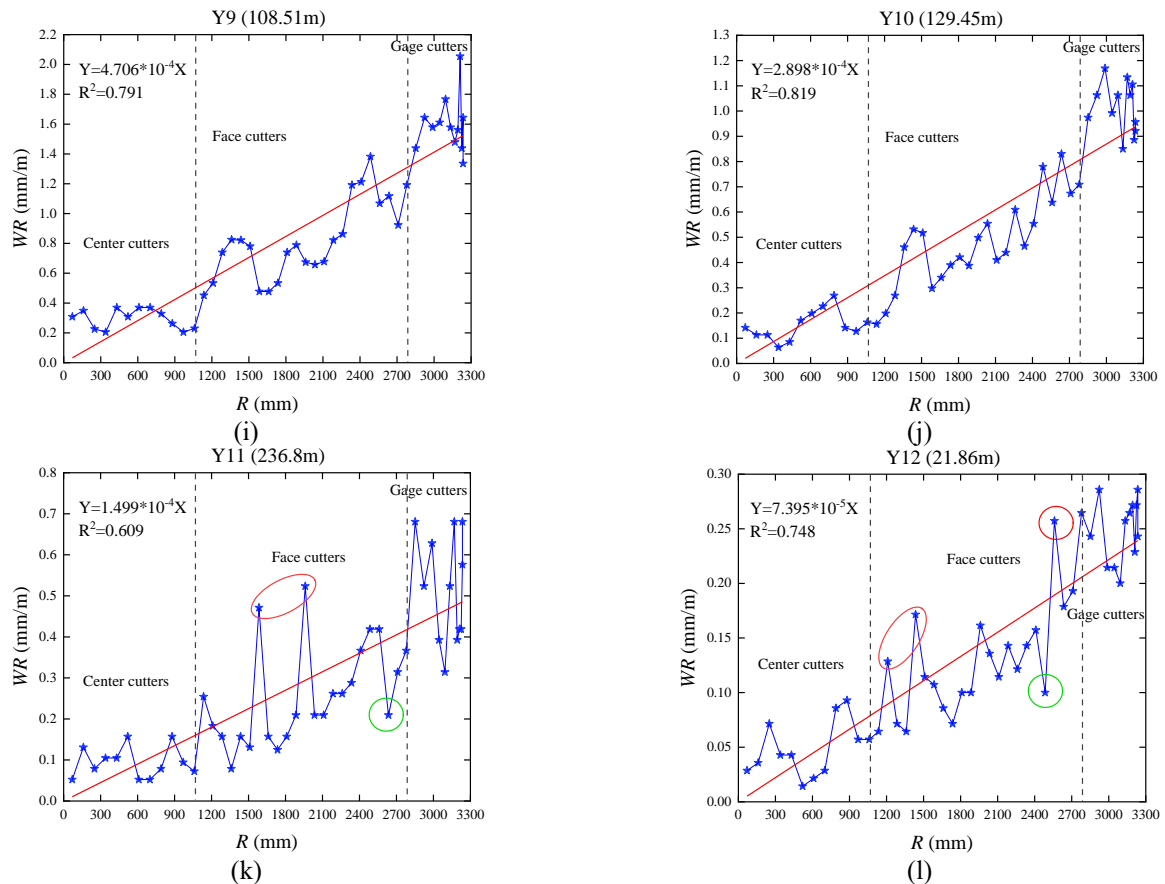 Y9 (108.51m)
Gage cutters
Y=4.706*10⁻⁴X
R²=0.791
Face cutters
Center cutters
2.2
2.0
1.8
1.6
1.4
1.2
1.0
0.8
0.6
0.4
0.2
0.0
WR (mm/m)
0 300 600 900 1200 1500 1800 2100 2400 2700 3000 3300
R (mm)
(i)
Y10 (129.45m)
Gage cutters
Y=2.898*10⁻⁴X
R²=0.819
Face cutters
Center cutters
1.3
1.2
1.1
1.0
0.9
0.8
0.7
0.6
0.5
0.4
0.3
0.2
0.1
0.0
WR (mm/m)
0 300 600 900 1200 1500 1800 2100 2400 2700 3000 3300
R (mm)
(j)
Y11 (236.8m)
Gage cutters
Y=1.499*10⁻⁴X
R²=0.609
Face cutters
Center cutters
0.8
0.7
0.6
0.5
0.4
0.3
0.2
0.1
0.0
WR (mm/m)
0 300 600 900 1200 1500 1800 2100 2400 2700 3000 3300
R (mm)
(k)
Y12 (21.86m)
Y=7.395*10⁻⁵X
R²=0.748
Face cutters
Gage cutters
Center cutters
0.30
0.25
0.20
0.15
0.10
0.05
0.00
WR (mm/m)
0 300 600 900 1200 1500 1800 2100 2400 2700 3000 3300
R (mm)
(l)